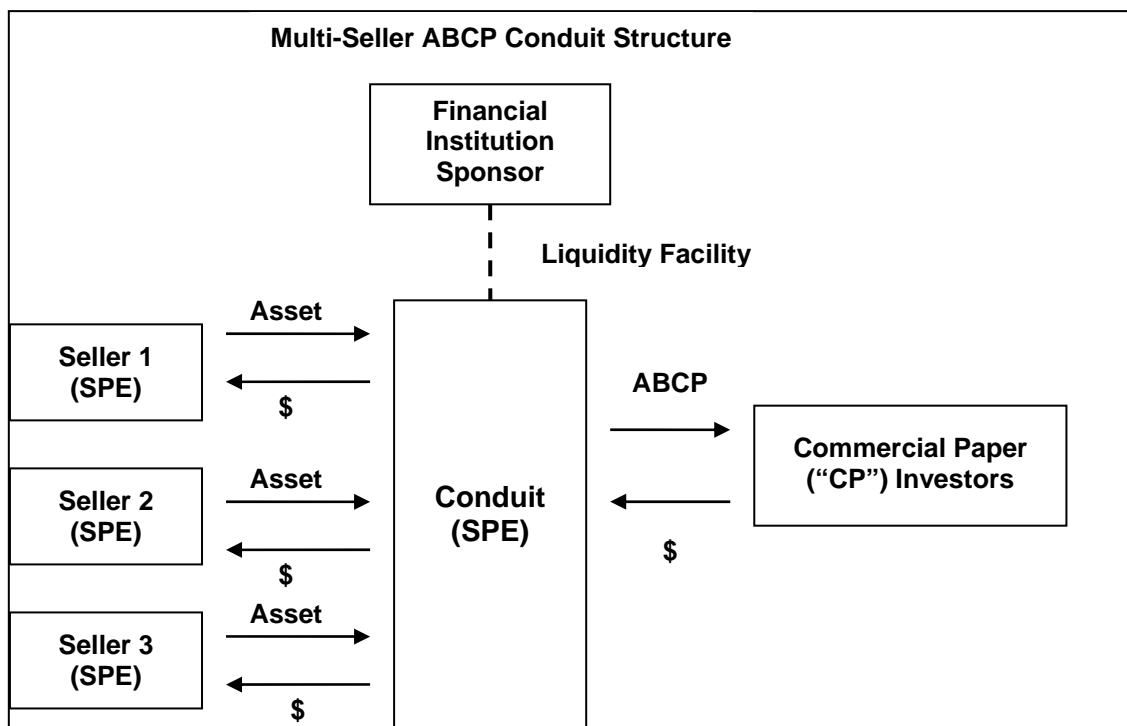 Multi-Seller ABCP Conduit Structure
Financial
Institution
Sponsor
Liquidity Facility
Asset
Seller 1
(SPE)
$
ABCP
Commercial Paper
(“CP”) Investors
Asset
Seller 2
(SPE)
Conduit
(SPE)
$
$
Asset
Seller 3
(SPE)
$